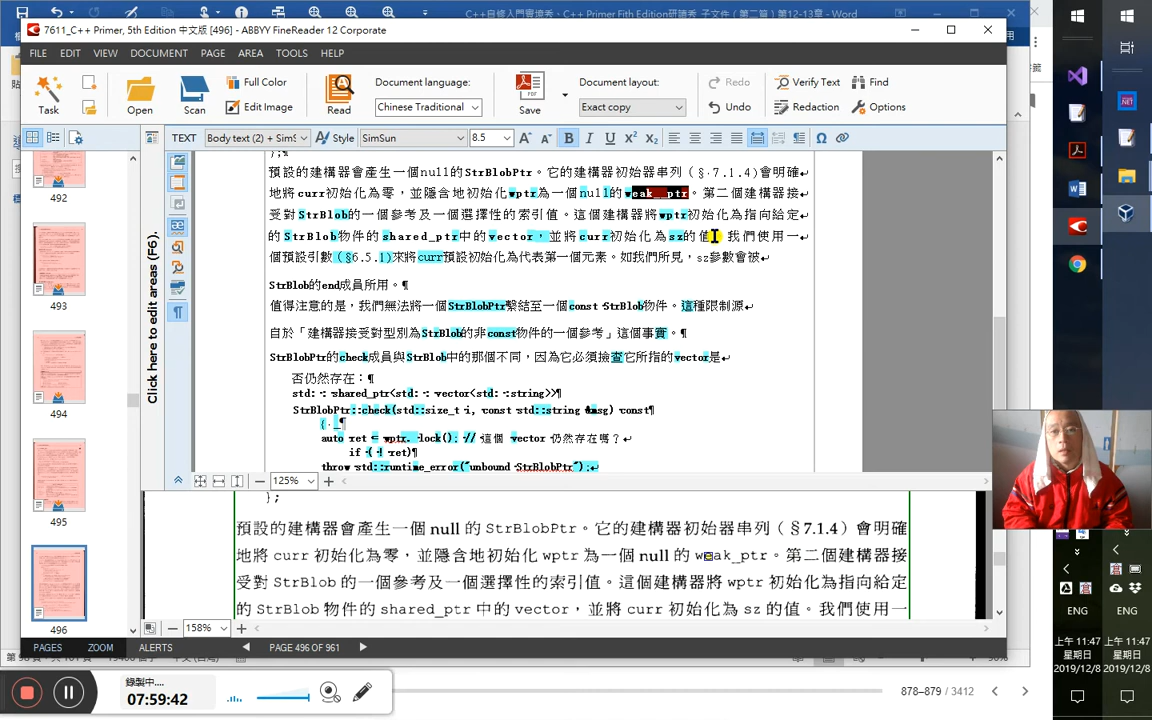 C++自修入門實境秀、C++ Primer Fith Edition研讀秀 子文件（第二篇）第12-13章 - Word
7611_C++ Primer, 5th Edition 中文版 [496] - ABBYY FineReader 12 Corporate
FILE EDIT VIEW DOCUMENT PAGE AREA TOOLS HELP
Task Open Scan Full Color Edit Image Read
Document language:
Chinese Traditional
Save
Document layout:
Exact copy
Redo
Undo
Verify Text
Redaction
Find
Options
TEXT Body text (2) + SimS Style SimSun 8.5 B I U X² X₂
492
493
494
495
496
Click here to edit areas (F6).
};¶
預設的建構器會產生一個null的StrBlobPtr。它的建構器初始器串列（§·7.1.4)會明確
地將curr初始化為零，並隱含地初始化wptr為一個null的weak__ptr。第二個建構器接
受對StrBlob的一個參考及一個選擇性的索引值。這個建構器將wptr初始化為指向給定
的StrBlob物件的shared_ptr中的vector，並將curr初始化為sz的值 我們使用一
個預設引數（§6.5.1)來將curr預設初始化為代表第一個元素。如我們所見，sz參數會被
StrBlob的end成員所用。
值得注意的是，我們無法將一個StrBlobPtr繫結至一個const·StrBlob物件。這種限制源
自於「建構器接受對型別為StrBlob的非const物件的一個參考」這個事實。¶
StrBlobPtr的check成員與StrBlob中的那個不同，因為它必須撿查它所指的vector是
否仍然存在：¶
std: : shared_ptr<std: : vector<std: :string>>¶
StrBlobPtr::check(std::size_t i, const std::string &msg) const¶
{· _¶
auto ret = wptr. lock(); // 這個 vector 仍然存在嗎？
if (·! ret)¶
throw std::runtime_error("unbound StrBlobPtr");
125%
};
預設的建構器會產生一個 null 的 StrBlobPtr。它的建構器初始器串列（§7.1.4）會明確
地將 curr 初始化為零，並隱含地初始化 wptr 為一個 null 的 weak_ptr。第二個建構器接
受對 StrBlob 的一個參考及一個選擇性的索引值。這個建構器將 wptr 初始化為指向給定
的 StrBlob 物件的 shared_ptr 中的 vector，並將 curr 初始化為 sz 的值。我們使用一
158%
PAGES ZOOM ALERTS PAGE 496 OF 961
錄製中...
07:59:42
878–879 / 3412
ENG
上午 11:47
星期日
2019/12/8
ENG
上午 11:47
星期日
2019/12/8